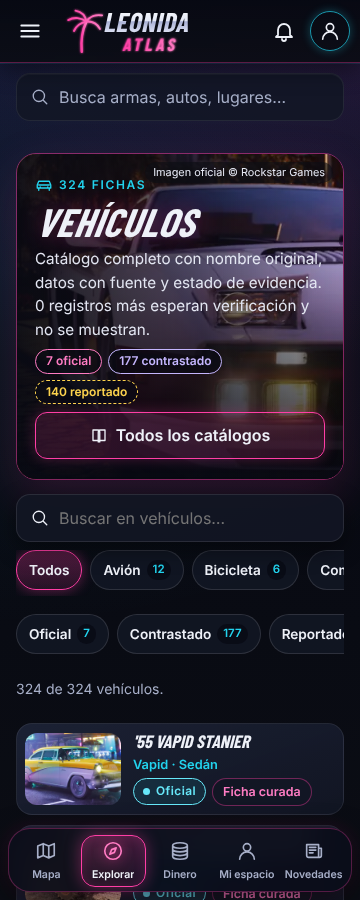 LEONIDA
ATLAS
Busca armas, autos, lugares...
Imagen oficial © Rockstar Games
324 FICHAS
VEHÍCULOS
Catálogo completo con nombre original,
datos con fuente y estado de evidencia.
0 registros más esperan verificación y
no se muestran.
7 oficial 177 contrastado
140 reportado
Todos los catálogos
Buscar en vehículos...
Todos Avión 12 Bicicleta 6
Oficial 7 Contrastado 177
324 de 324 vehículos.
'55 VAPID STANIER
Vapid · Sedán
Oficial Ficha curada
Mapa Explorar Dinero Mi espacio Novedades